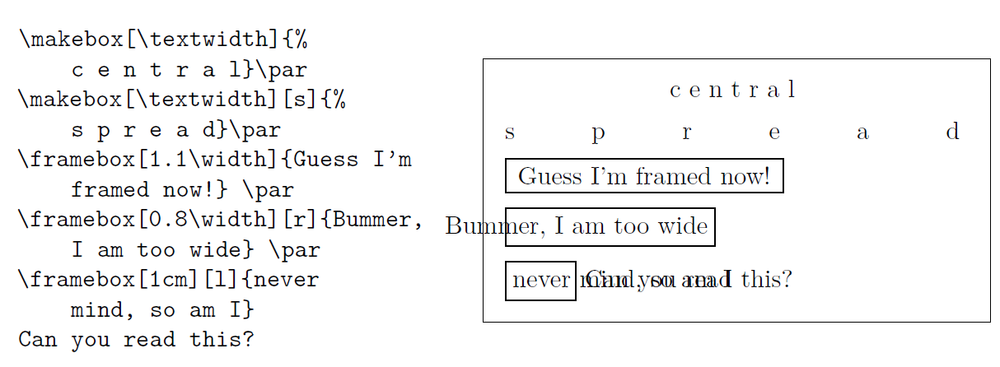 \makebox[\textwidth]{%
    c e n t r a l}\par
\makebox[\textwidth][s]{%
    s p r e a d}\par
\framebox[1.1\width]{Guess I’m
    framed now!} \par
\framebox[0.8\width][r]{Bummer,
    I am too wide} \par
\framebox[1cm][l]{never
    mind, so am I}
Can you read this?
c e n t r a l
s p r e a d
Guess I’m framed now!
Bummer, I am too wide
never mind, so am I Can you read this?